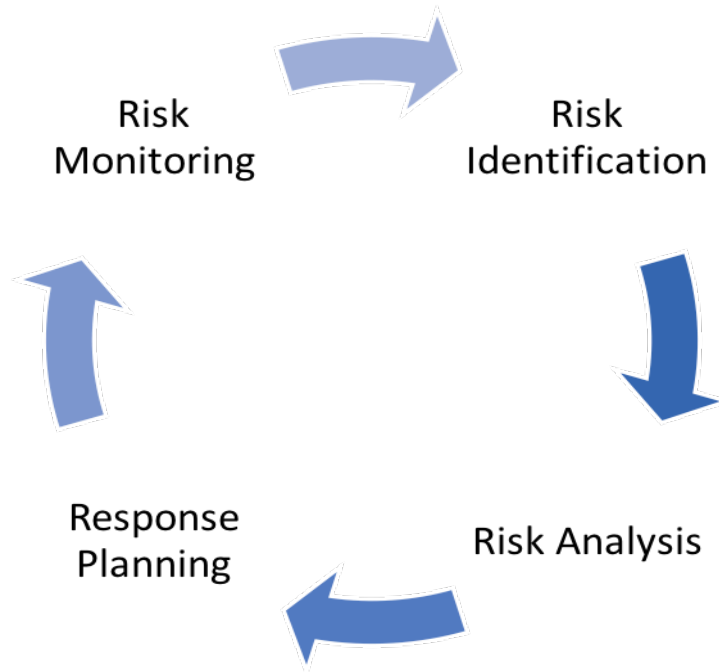 Risk
Monitoring
Risk
Identification
Response
Planning
Risk Analysis